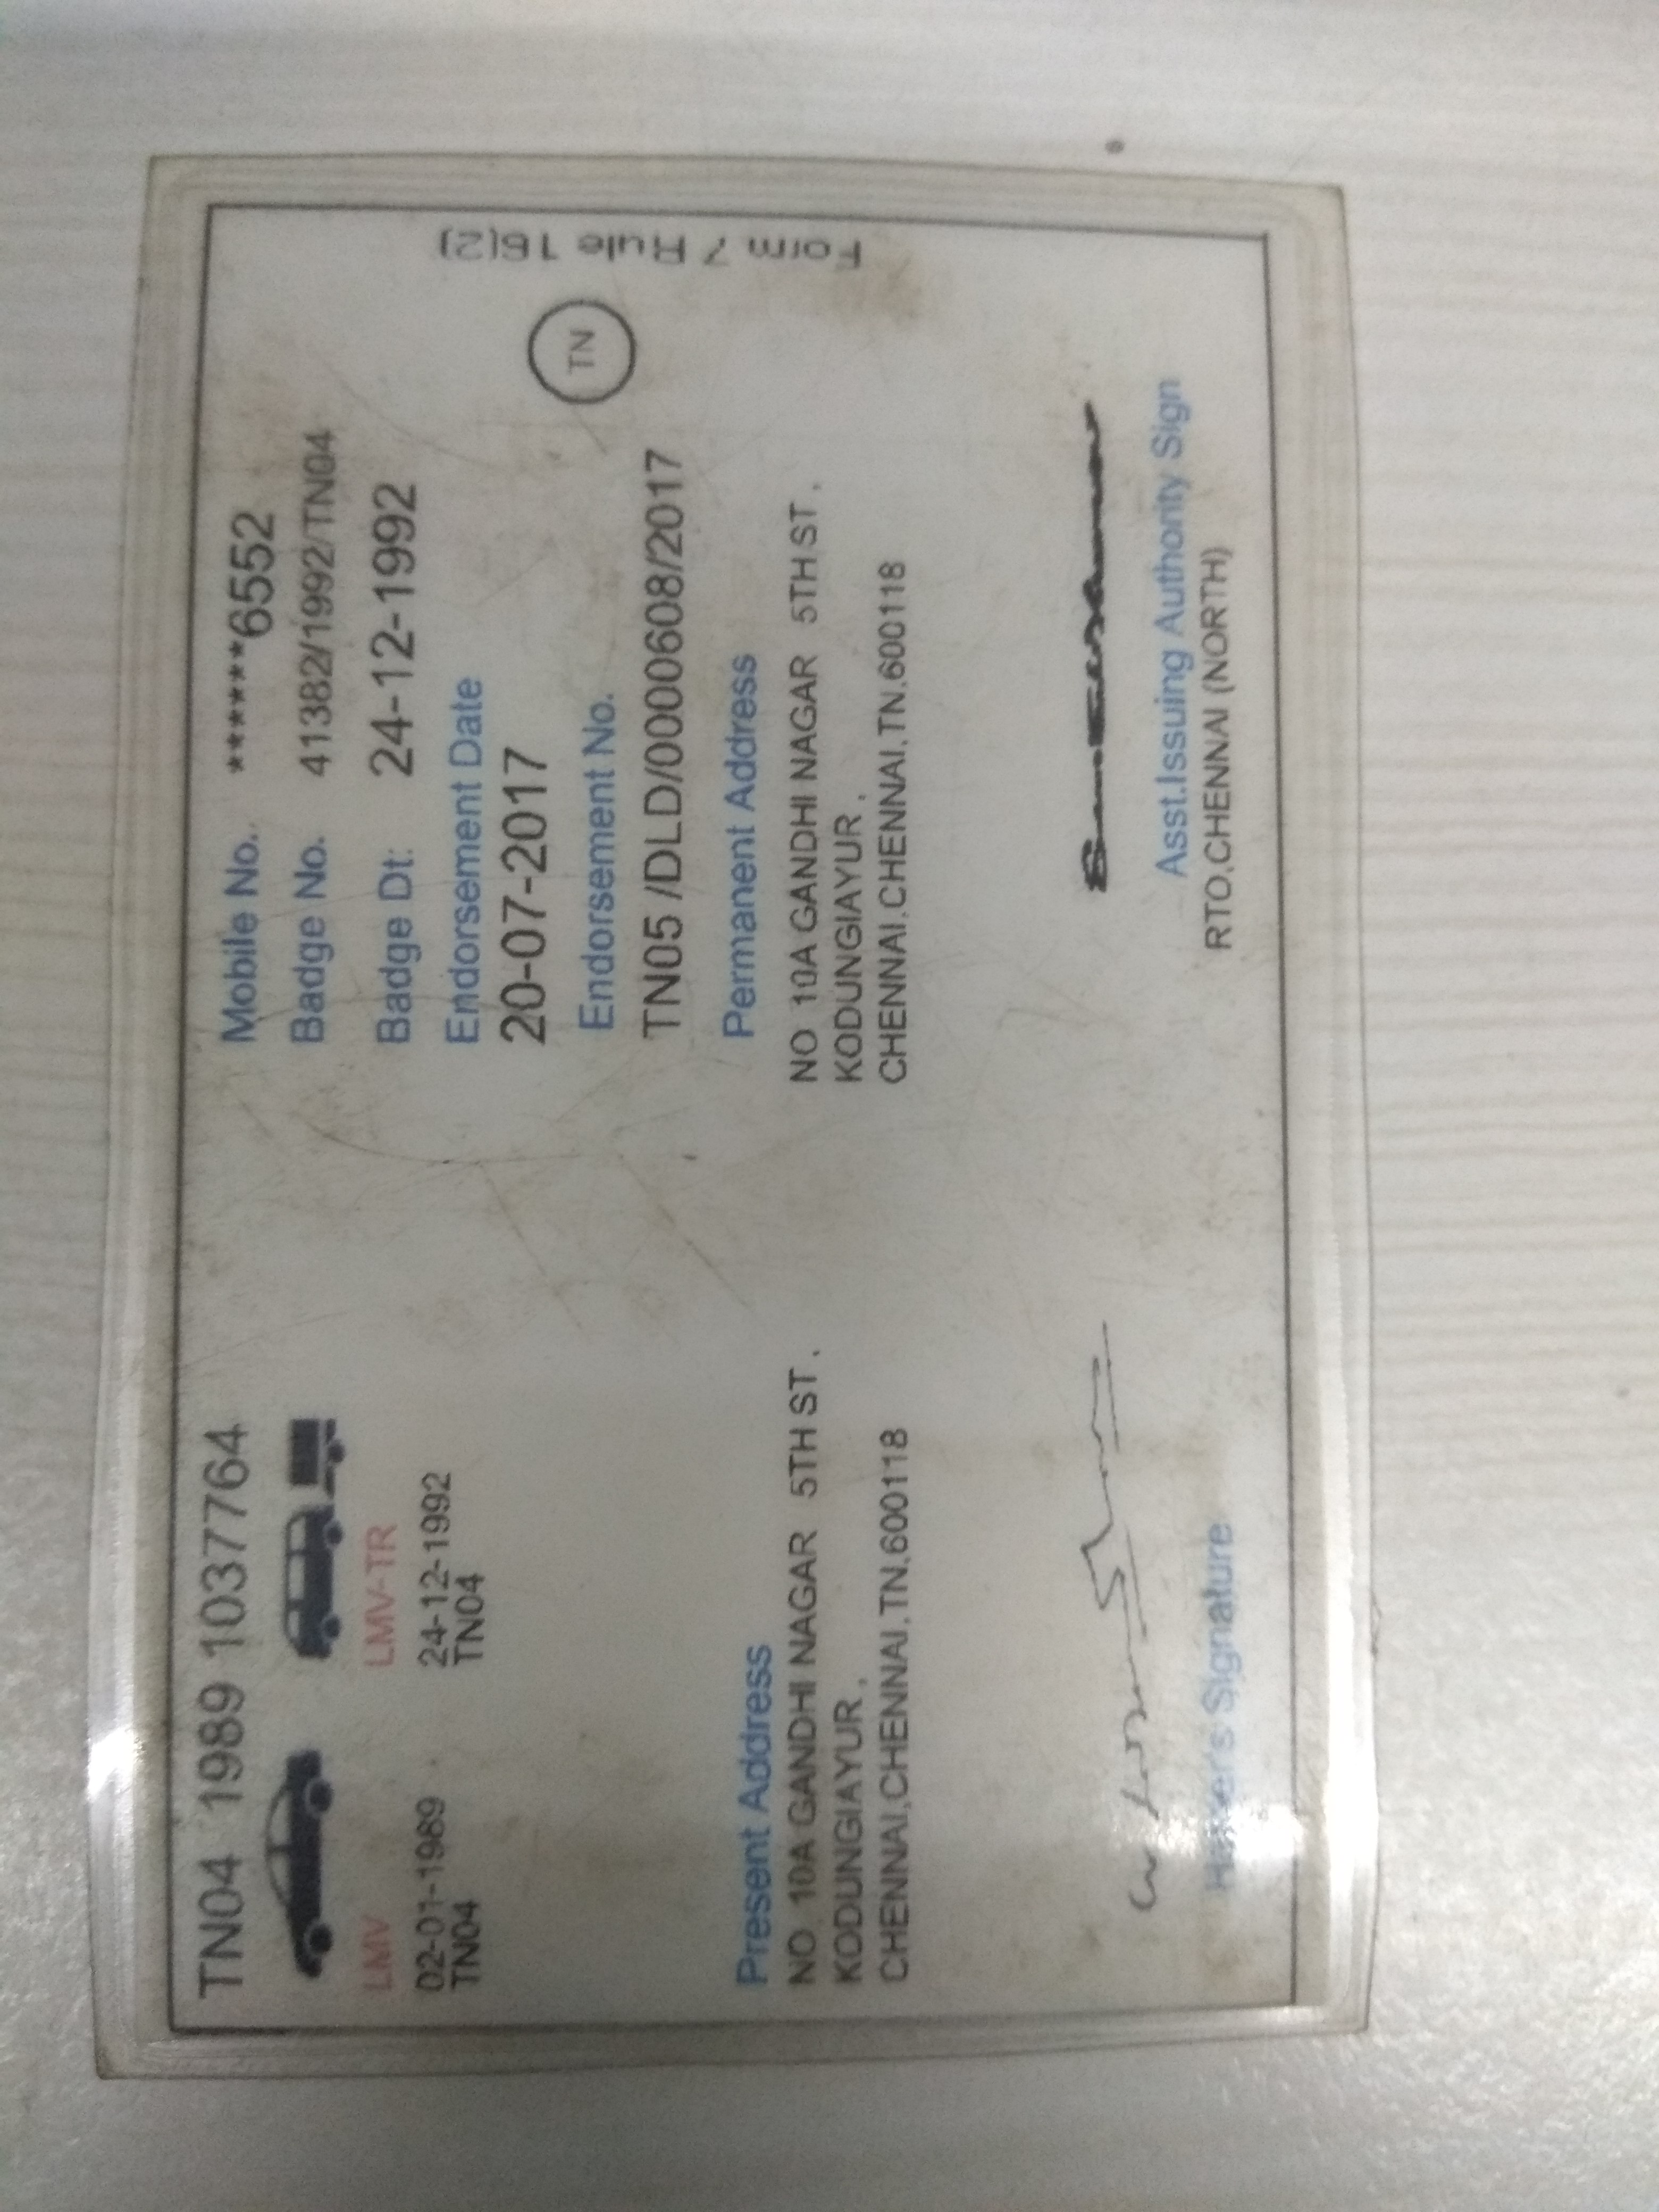 TN04 1989 1037764
LMV
LMV-TR
02-01-1989
24-12-1992
TN04
TN04
Present Address
NO 10A GANDHI NAGAR 5TH ST ,
KODUNGIAYUR ,
CHENNAI,CHENNAI,TN,600118
Holder's Signature
Mobile No. ******6552
Badge No. 41382/1992/TN04
Badge Dt: 24-12-1992
Endorsement Date
20-07-2017
Endorsement No.
TN05 /DLD/0000608/2017
Permanent Address
NO 10A GANDHI NAGAR 5TH ST ,
KODUNGIAYUR ,
CHENNAI,CHENNAI,TN,600118
Asst.Issuing Authority Sign
RTO,CHENNAI (NORTH)
TN
Form 7 Rule 16(2)